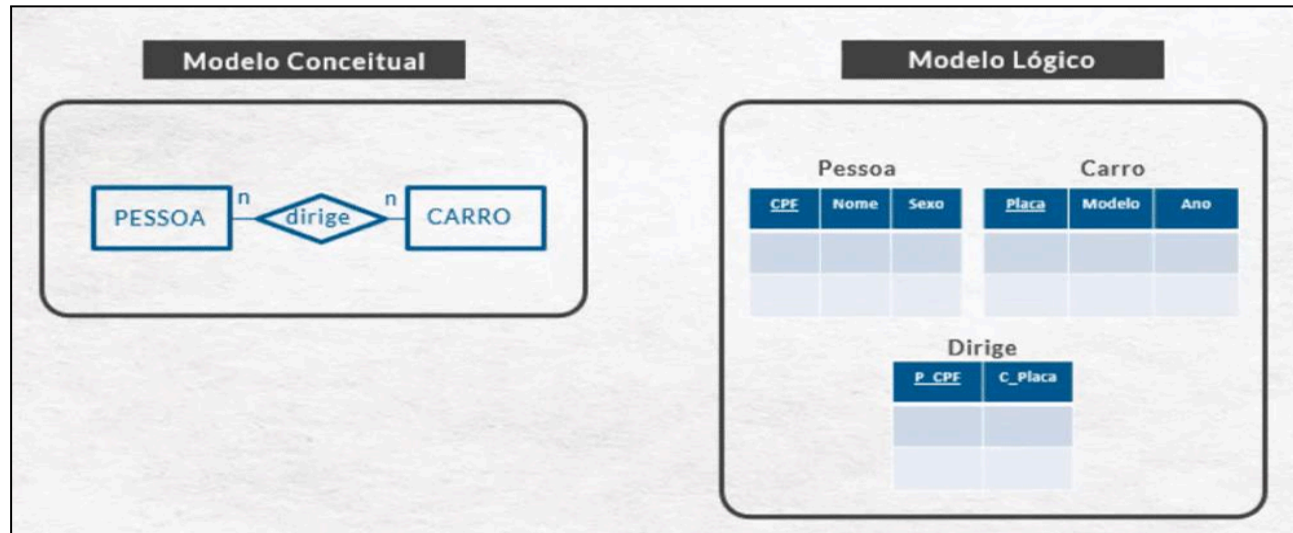 Modelo Conceitual
PESSOA n dirige n CARRO
Modelo Lógico
Pessoa
CPF Nome Sexo
Carro
Placa Modelo Ano
Dirige
P_CPF C_Placa